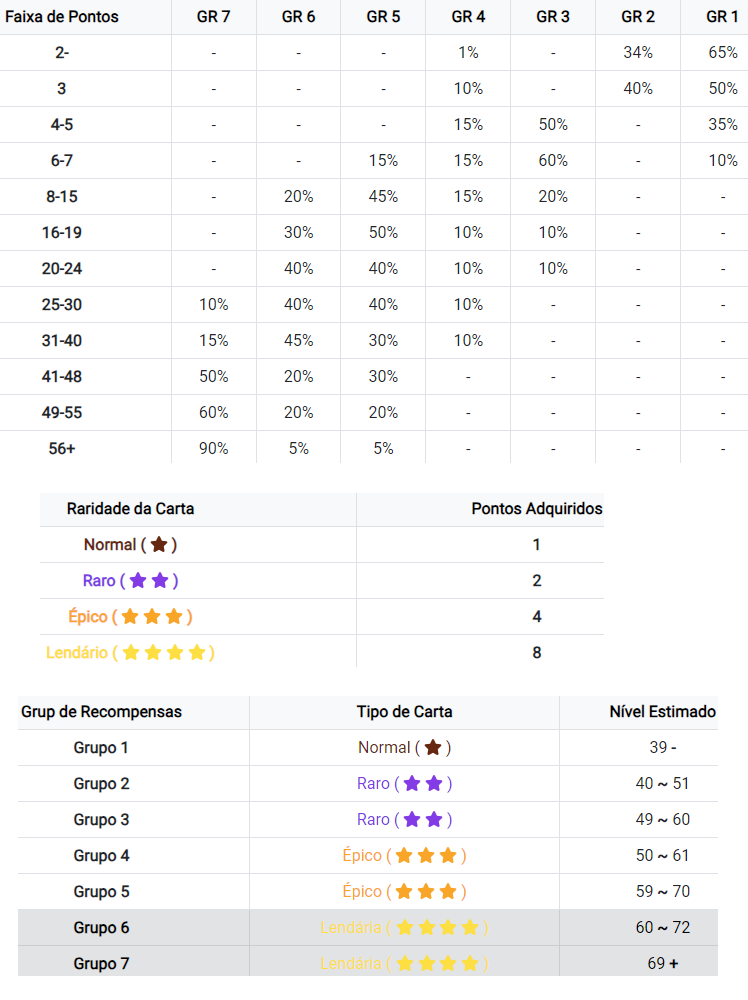 Faixa de Pontos GR 7 GR 6 GR 5 GR 4 GR 3 GR 2 GR 1
2- - - - 1% - 34% 65%
3 - - - 10% - 40% 50%
4-5 - - - 15% 50% - 35%
6-7 - - 15% 15% 60% - 10%
8-15 - 20% 45% 15% 20% - -
16-19 - 30% 50% 10% 10% - -
20-24 - 40% 40% 10% 10% - -
25-30 10% 40% 40% 10% - - -
31-40 15% 45% 30% 10% - - -
41-48 50% 20% 30% - - - -
49-55 60% 20% 20% - - - -
56+ 90% 5% 5% - - - -
Raridade da Carta Pontos Adquiridos
Normal ( ★ ) 1
Raro ( ★ ★ ) 2
Épico ( ★ ★ ★ ) 4
Lendário ( ★ ★ ★ ★ ) 8
Grup de Recompensas Tipo de Carta Nível Estimado
Grupo 1 Normal ( ★ ) 39 -
Grupo 2 Raro ( ★ ★ ) 40 ~ 51
Grupo 3 Raro ( ★ ★ ) 49 ~ 60
Grupo 4 Épico ( ★ ★ ★ ) 50 ~ 61
Grupo 5 Épico ( ★ ★ ★ ) 59 ~ 70
Grupo 6 Lendária ( ★ ★ ★ ★ ) 60 ~ 72
Grupo 7 Lendária ( ★ ★ ★ ★ ) 69 +